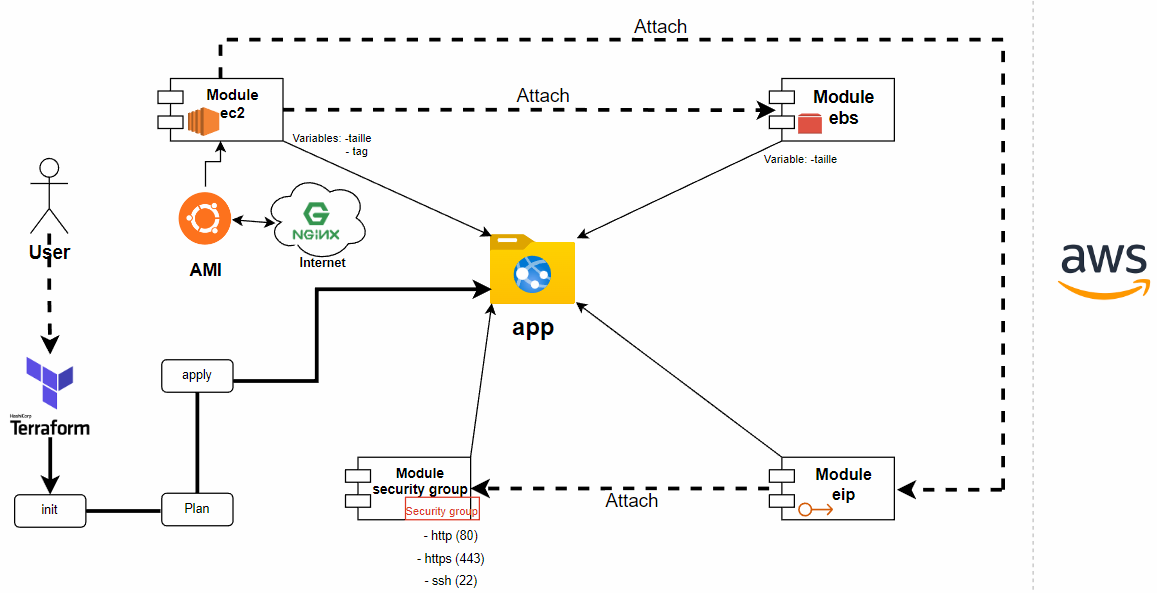 Attach
Module
ec2
Attach
Module
ebs
Variables: -taille
- tag
Variable: -taille
User
AMI
NGiNX
Internet
app
aws
apply
HashiCorp
Terraform
init
Plan
Module
security group
Security group
- http (80)
- https (443)
- ssh (22)
Attach
Module
eip